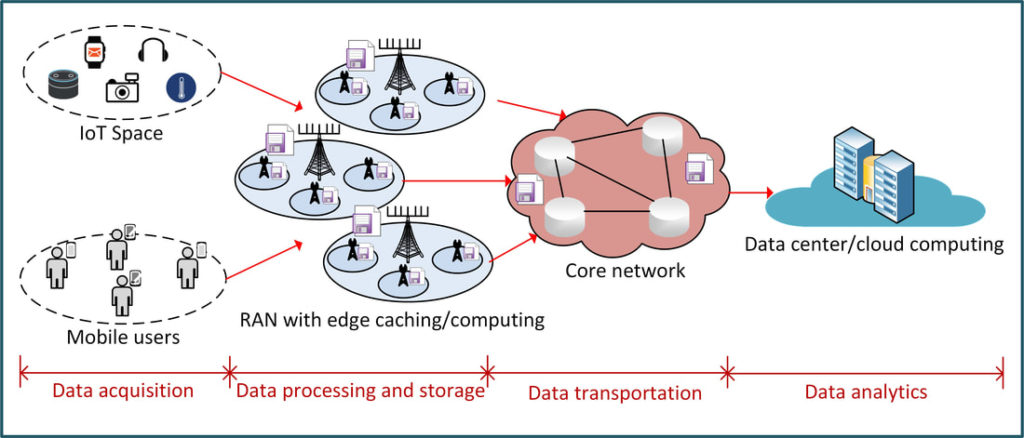 IoT Space
Mobile users
RAN with edge caching/computing
Core network
Data center/cloud computing
Data acquisition
Data processing and storage
Data transportation
Data analytics